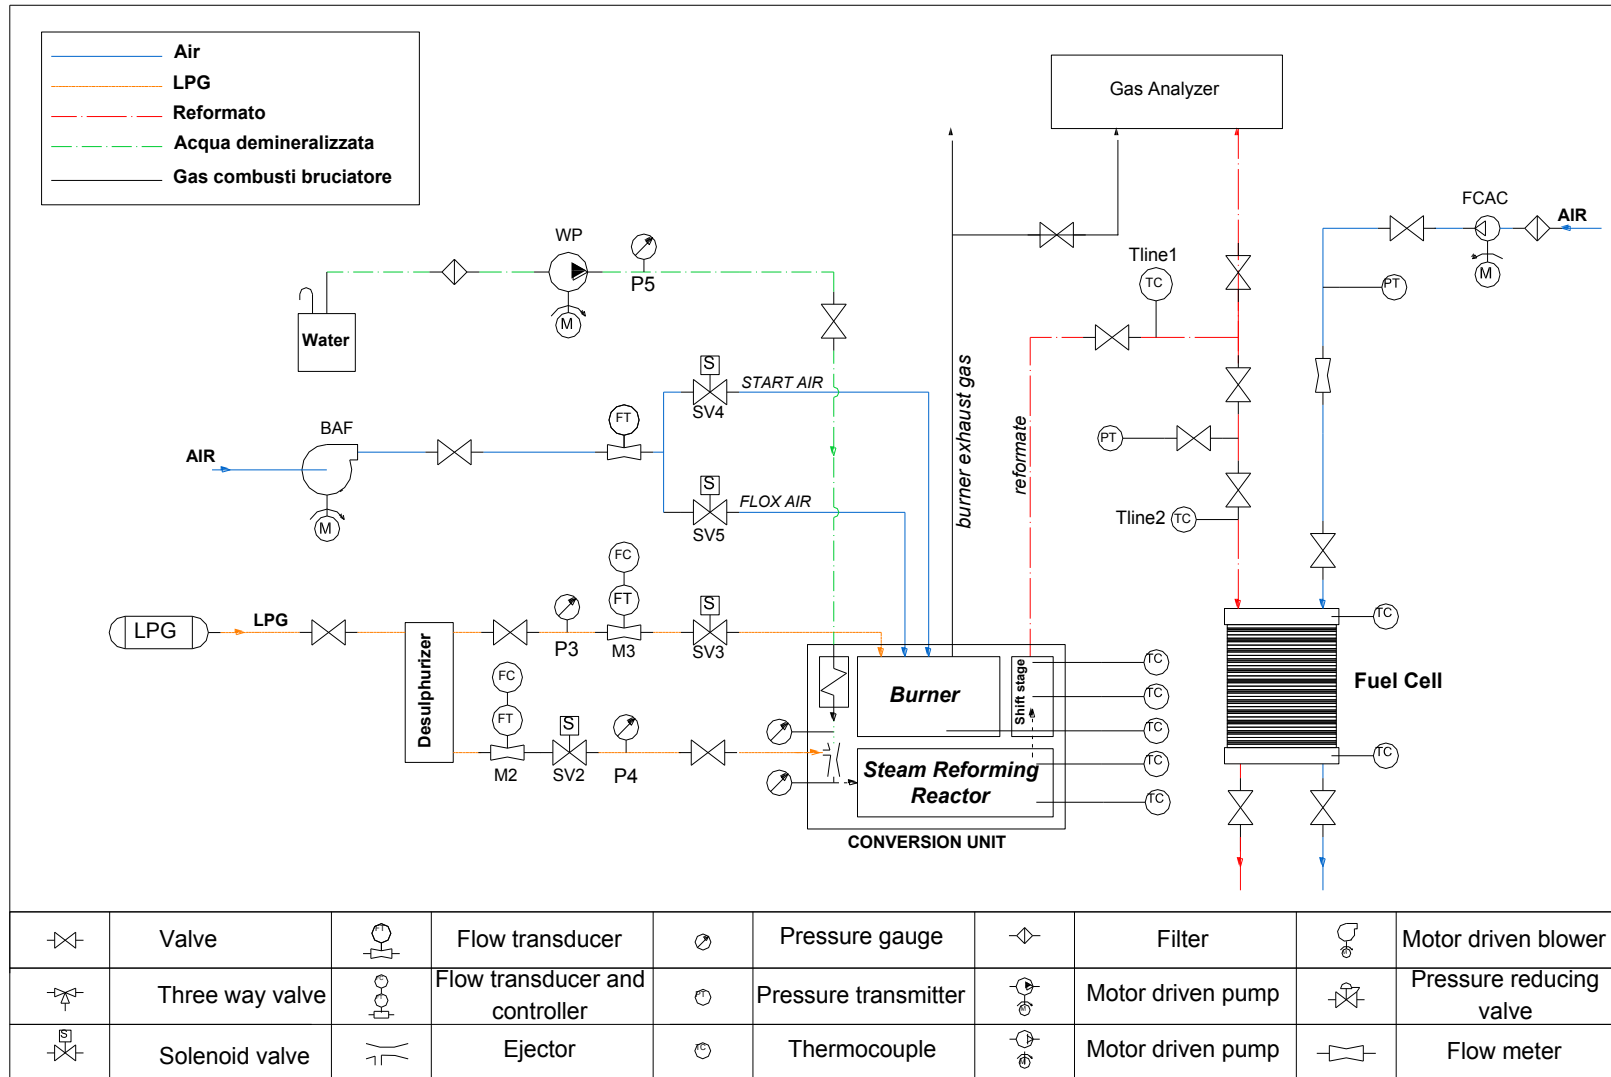 Air
LPG
Reformato
Acqua demineralizzata
Gas combusti bruciatore
Gas Analyzer
FCAC
AIR
M
PT
WP
P5
M
Water
Tline1
TC
S
START AIR
SV4
BAF
FT
AIR
M
S
FLOX AIR
SV5
burner exhaust gas
reformate
PT
Tline2
TC
FC
FT
S
LPG
LPG
P3
M3
SV3
Desulphurizer
FC
FT
S
M2
SV2
P4
Burner
Shift stage
Steam Reforming
Reactor
CONVERSION UNIT
TC
TC
TC
TC
TC
TC
Fuel Cell
TC
Valve
FT
Flow transducer
Pressure gauge
Filter
M
Motor driven blower
Three way valve
FC
FT
Flow transducer and
controller
PT
Pressure transmitter
M
Motor driven pump
Pressure reducing
valve
S
Solenoid valve
Ejector
TC
Thermocouple
M
Motor driven pump
Flow meter